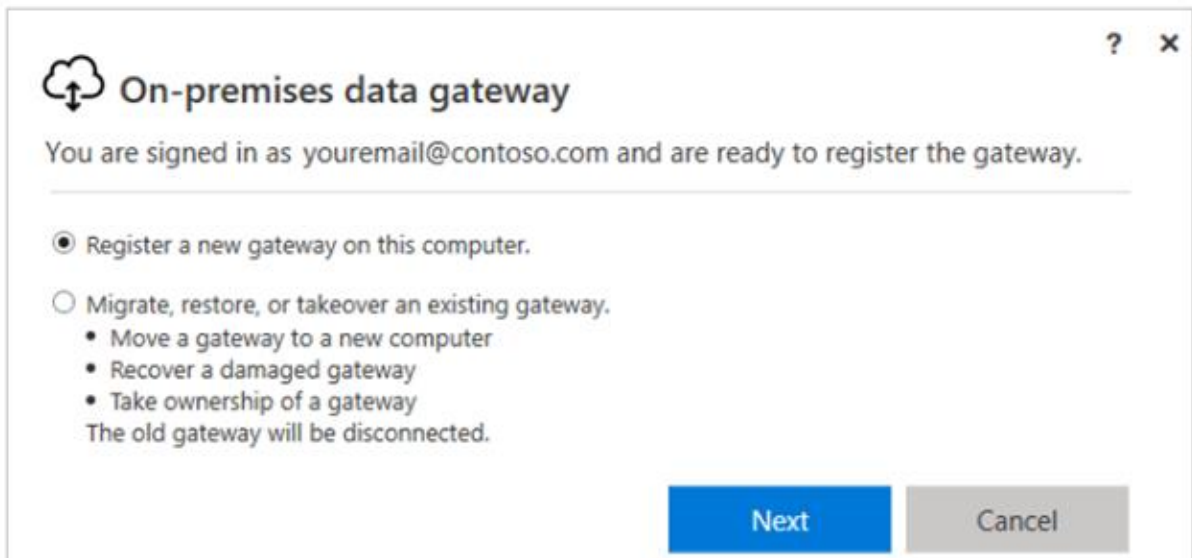 ? ×
On-premises data gateway
You are signed in as youremail@contoso.com and are ready to register the gateway.
Register a new gateway on this computer.
Migrate, restore, or takeover an existing gateway.
• Move a gateway to a new computer
• Recover a damaged gateway
• Take ownership of a gateway
The old gateway will be disconnected.
Next Cancel